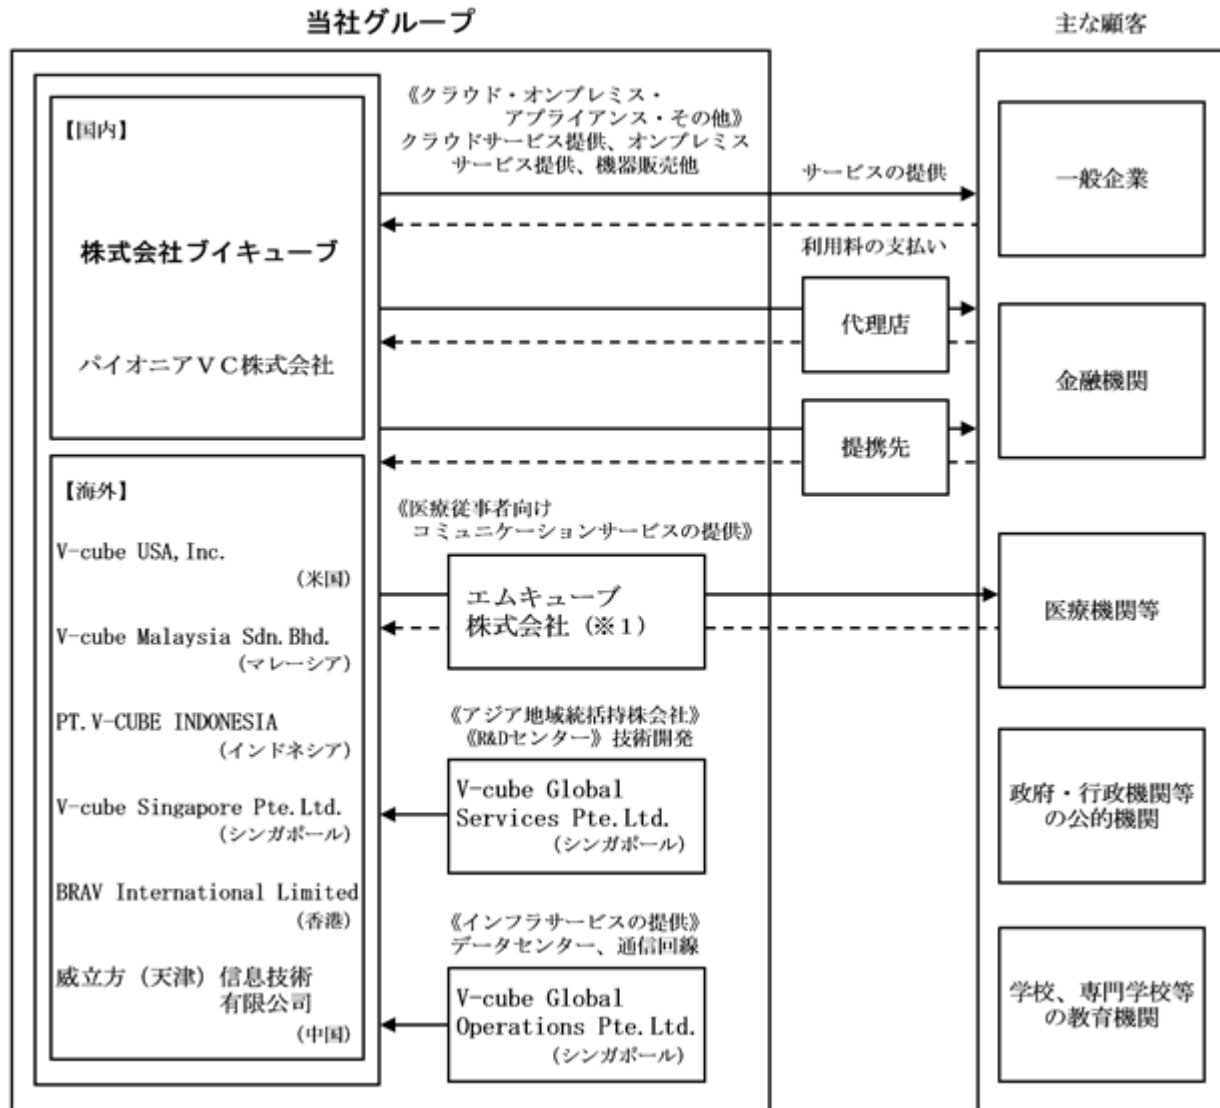 当社グループ
主な顧客
【国内】
株式会社ブイキューブ
パイオニアＶＣ株式会社
【海外】
V-cube USA,Inc.
(米国)
V-cube Malaysia Sdn.Bhd.
(マレーシア)
PT.V-CUBE INDONESIA
(インドネシア)
V-cube Singapore Pte.Ltd.
(シンガポール)
BRAV International Limited
(香港)
威立方（天津）信息技術
有限公司
(中国)
《クラウド・オンプレミス・
アプライアンス・その他》
クラウドサービス提供、オンプレミス
サービス提供、機器販売他
サービスの提供
利用料の支払い
代理店
提携先
《医療従事者向け
コミュニケーションサービスの提供》
エムキューブ
株式会社（※１）
《アジア地域統括持株会社》
《R&Dセンター》技術開発
V-cube Global
Services Pte.Ltd.
(シンガポール)
《インフラサービスの提供》
データセンター、通信回線
V-cube Global
Operations Pte.Ltd.
(シンガポール)
一般企業
金融機関
医療機関等
政府・行政機関等
の公的機関
学校、専門学校等
の教育機関